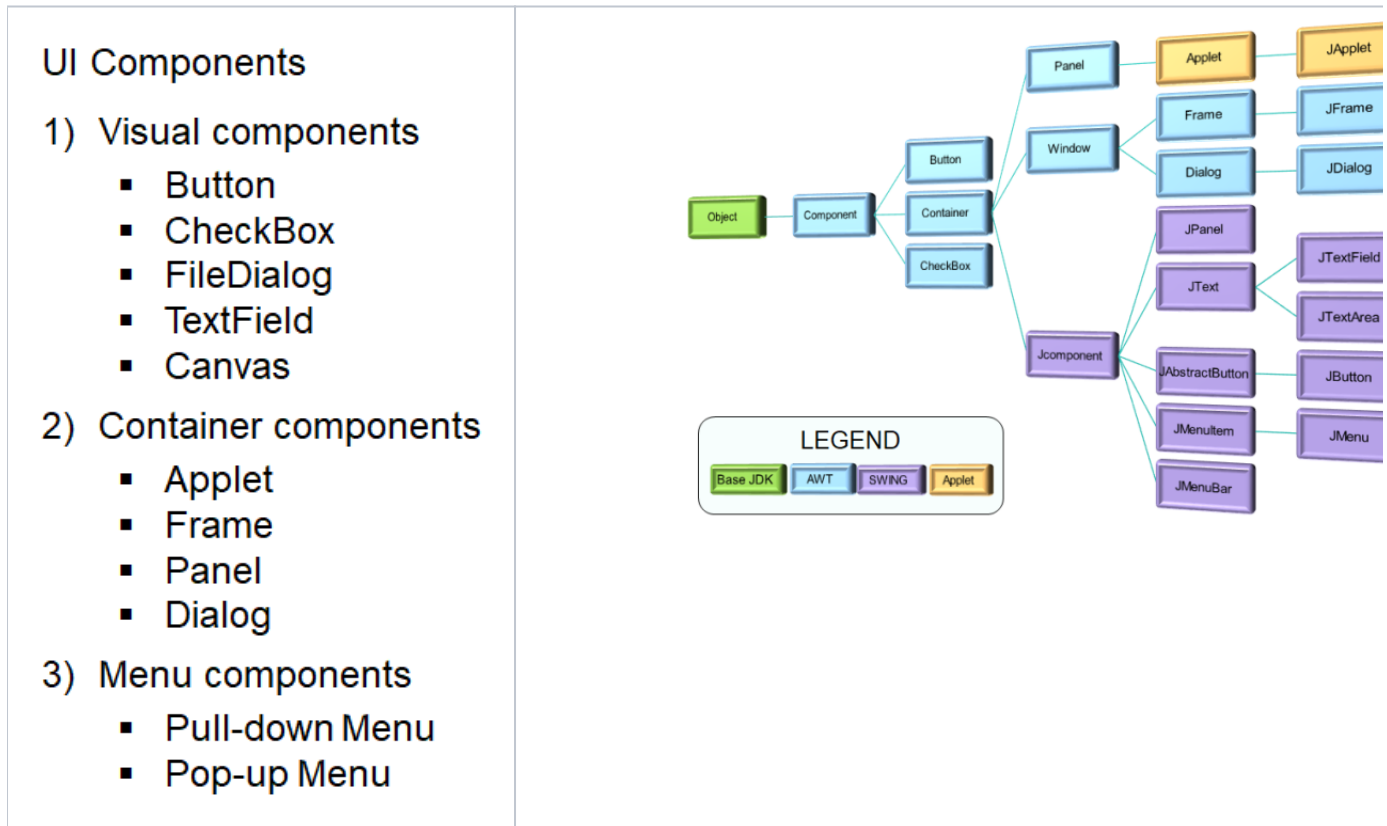 UI Components
1) Visual components
▪ Button
▪ CheckBox
▪ FileDialog
▪ TextField
▪ Canvas
2) Container components
▪ Applet
▪ Frame
▪ Panel
▪ Dialog
3) Menu components
▪ Pull-down Menu
▪ Pop-up Menu
Object
Component
Button
Container
CheckBox
Panel
Window
Jcomponent
Applet
Frame
Dialog
JPanel
JText
JAbstractButton
JMenuItem
JMenuBar
JApplet
JFrame
JDialog
JTextField
JTextArea
JButton
JMenu
LEGEND
Base JDK
AWT
SWING
Applet